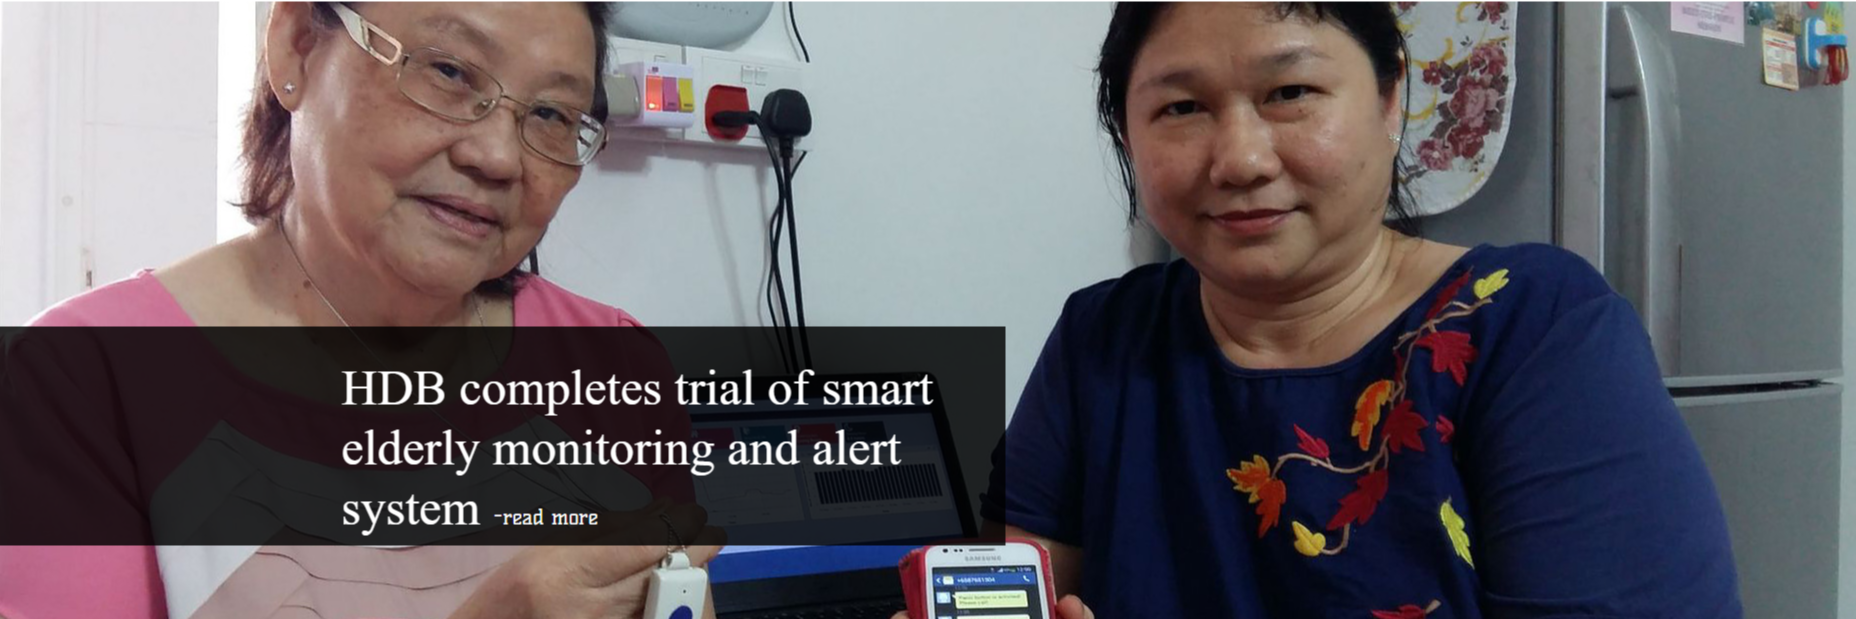 HDB completes trial of smart
elderly monitoring and alert
system -read more
SAMSUNG
Panic button is activated!
Please call